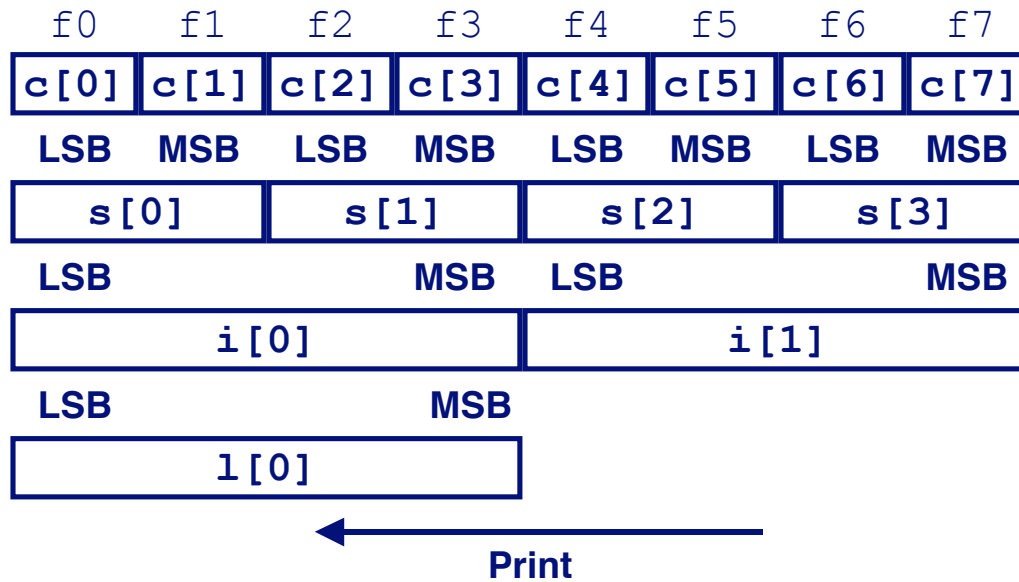 f0 f1 f2 f3 f4 f5 f6 f7
c[0] c[1] c[2] c[3] c[4] c[5] c[6] c[7]
LSB MSB LSB MSB LSB MSB LSB MSB
s[0] s[1] s[2] s[3]
LSB MSB LSB MSB
i[0] i[1]
LSB MSB
l[0]
Print